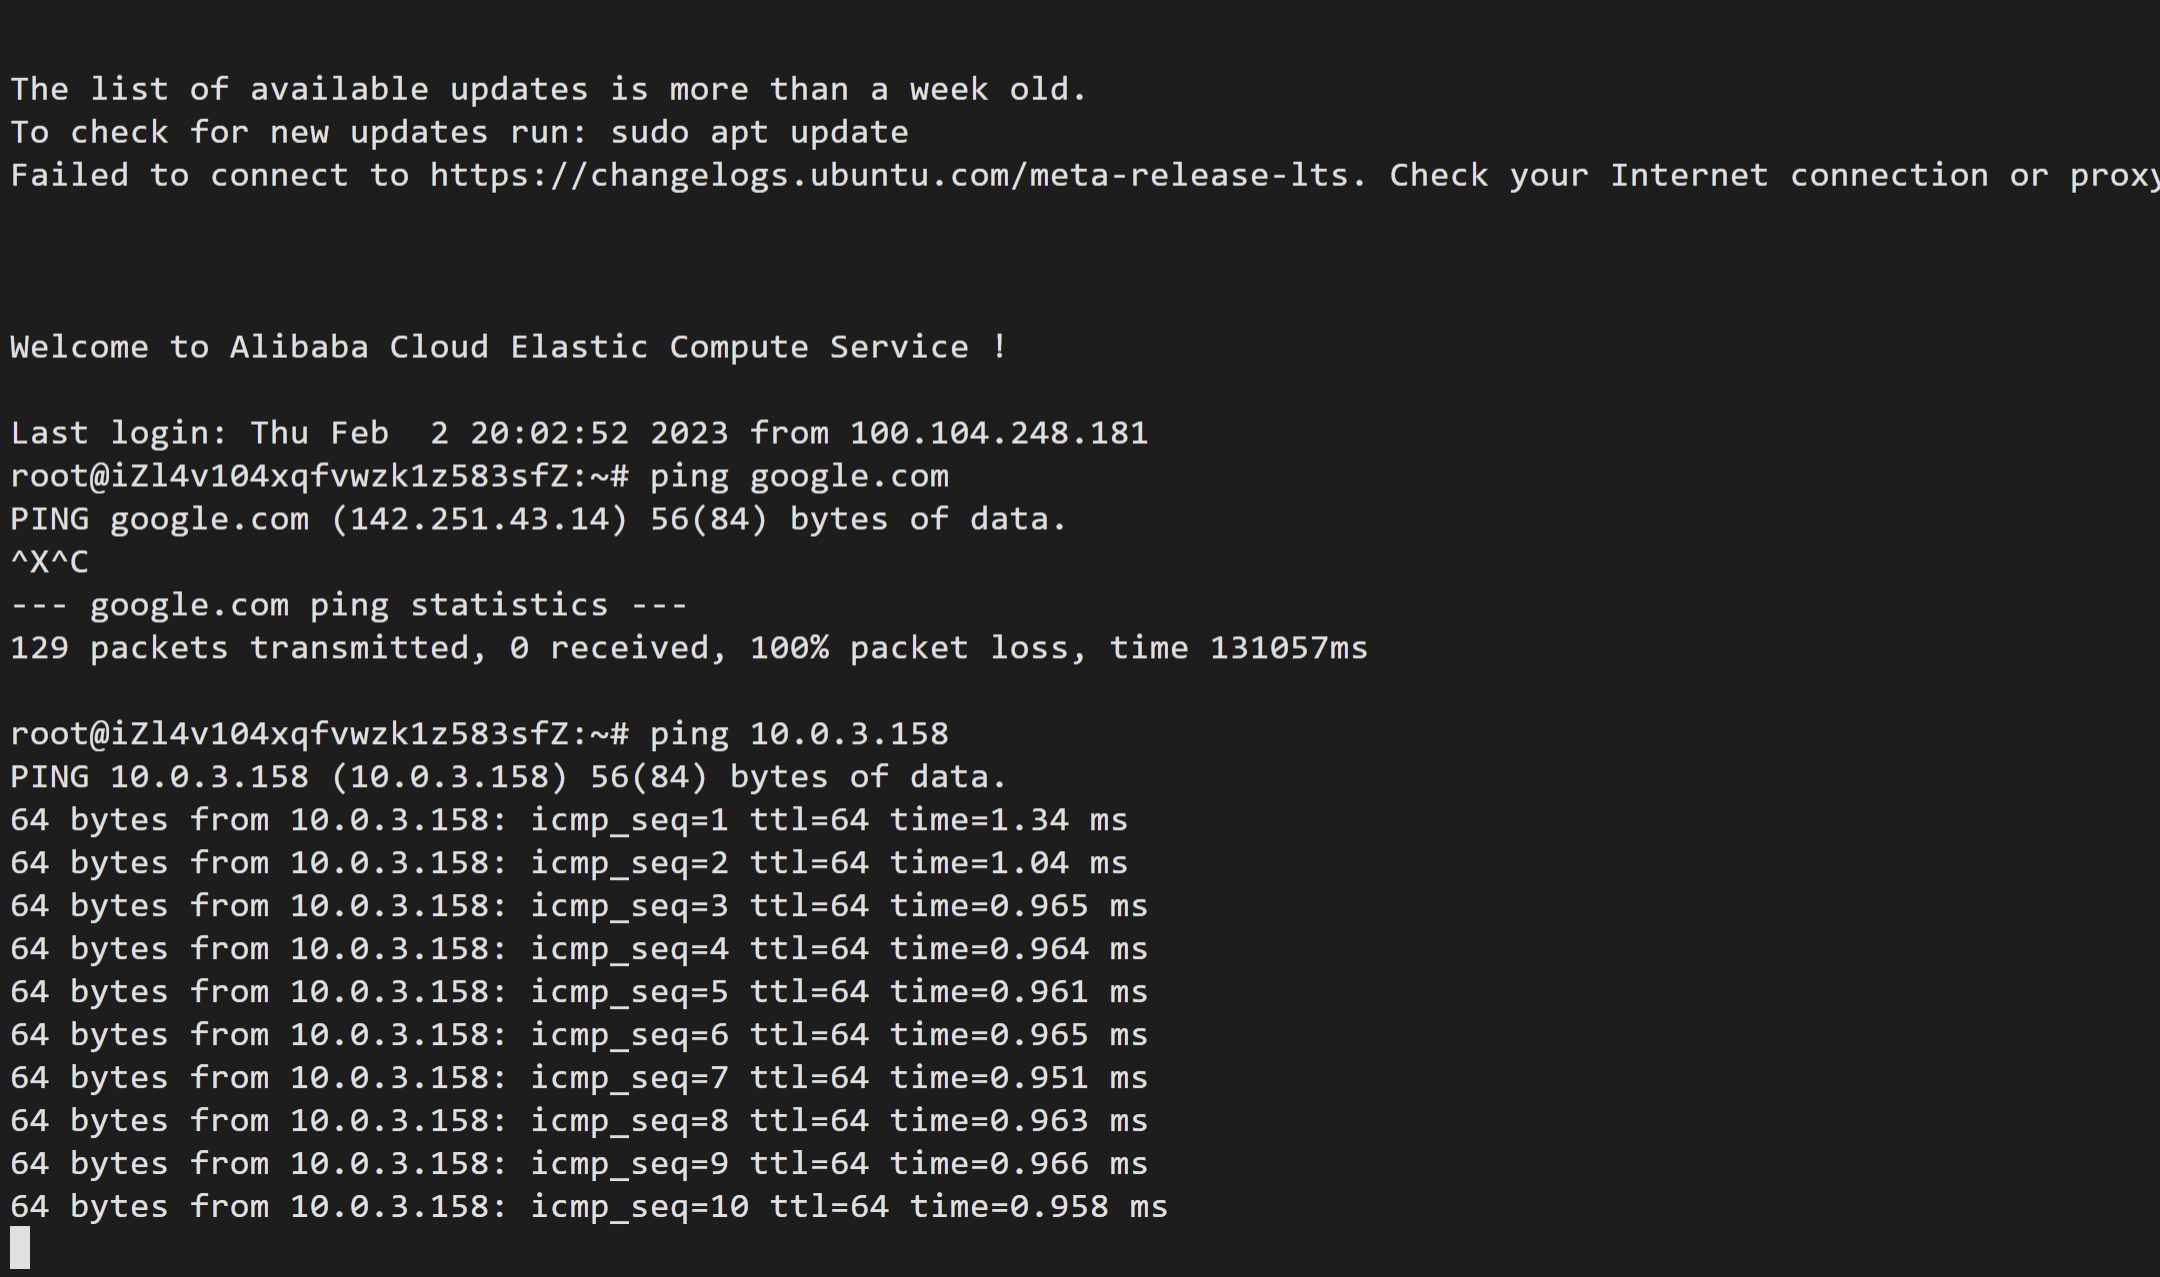 The list of available updates is more than a week old.
To check for new updates run: sudo apt update
Failed to connect to https://changelogs.ubuntu.com/meta-release-lts. Check your Internet connection or proxy
Welcome to Alibaba Cloud Elastic Compute Service !
Last login: Thu Feb  2 20:02:52 2023 from 100.104.248.181
root@iZl4v104xqfvwzk1z583sfZ:~# ping google.com
PING google.com (142.251.43.14) 56(84) bytes of data.
^X^C
--- google.com ping statistics ---
129 packets transmitted, 0 received, 100% packet loss, time 131057ms
root@iZl4v104xqfvwzk1z583sfZ:~# ping 10.0.3.158
PING 10.0.3.158 (10.0.3.158) 56(84) bytes of data.
64 bytes from 10.0.3.158: icmp_seq=1 ttl=64 time=1.34 ms
64 bytes from 10.0.3.158: icmp_seq=2 ttl=64 time=1.04 ms
64 bytes from 10.0.3.158: icmp_seq=3 ttl=64 time=0.965 ms
64 bytes from 10.0.3.158: icmp_seq=4 ttl=64 time=0.964 ms
64 bytes from 10.0.3.158: icmp_seq=5 ttl=64 time=0.961 ms
64 bytes from 10.0.3.158: icmp_seq=6 ttl=64 time=0.965 ms
64 bytes from 10.0.3.158: icmp_seq=7 ttl=64 time=0.951 ms
64 bytes from 10.0.3.158: icmp_seq=8 ttl=64 time=0.963 ms
64 bytes from 10.0.3.158: icmp_seq=9 ttl=64 time=0.966 ms
64 bytes from 10.0.3.158: icmp_seq=10 ttl=64 time=0.958 ms